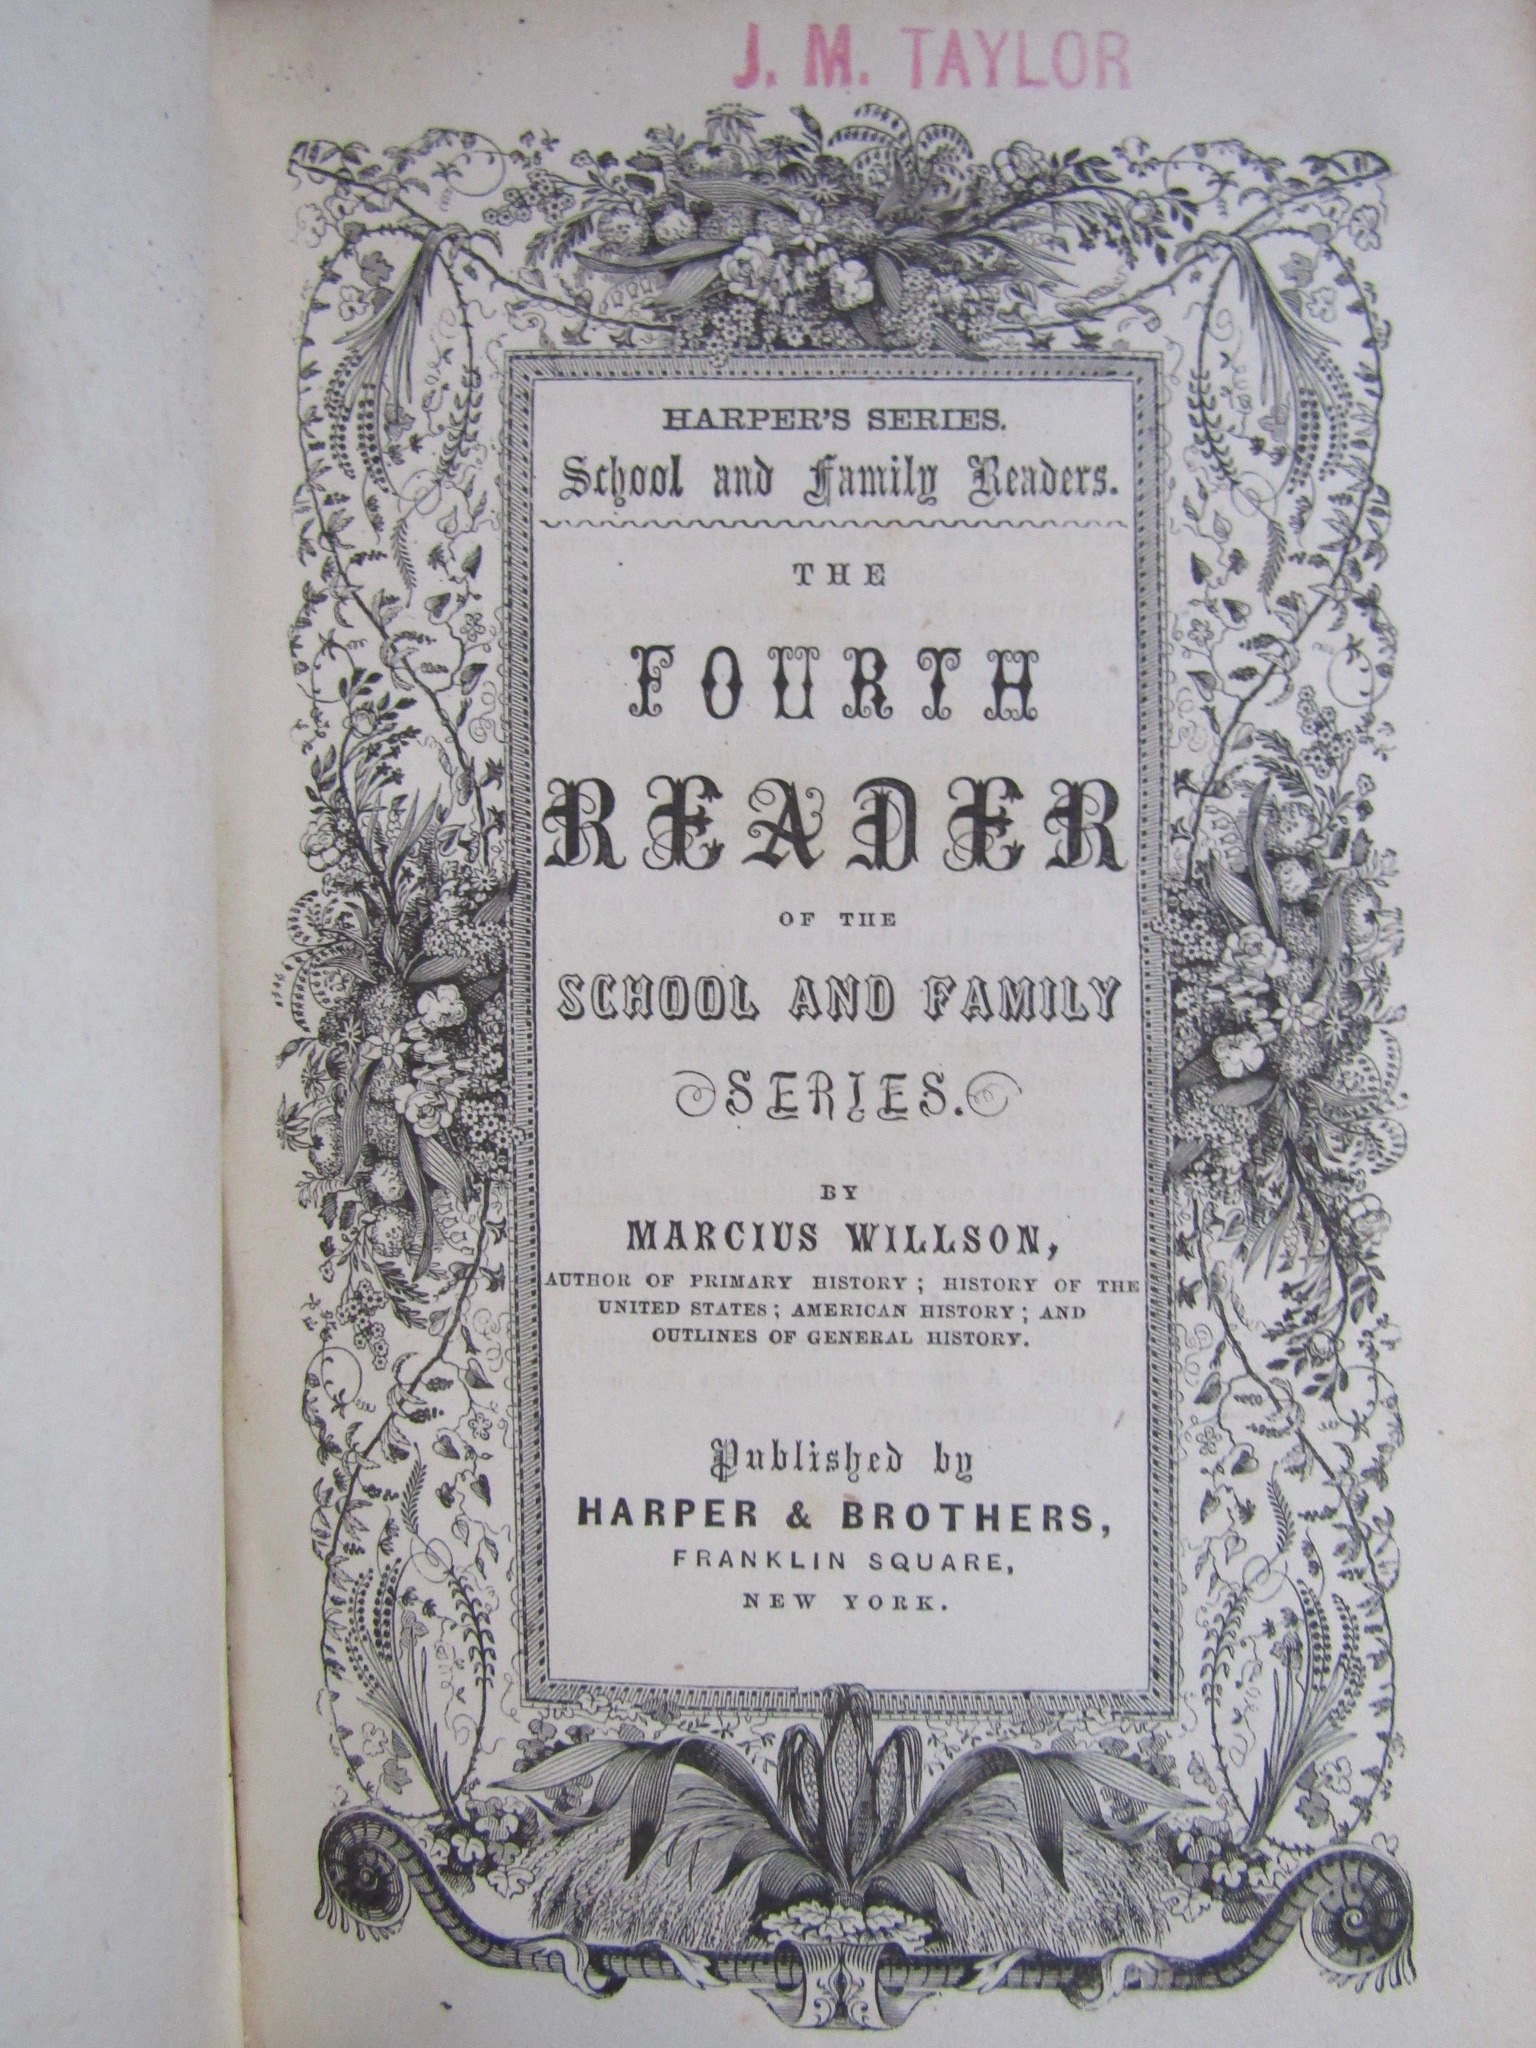 J. M. TAYLOR
HARPER'S SERIES.
School and Family Readers.
THE
FOURTH
READER
OF THE
SCHOOL AND FAMILY
SERIES.
BY
MARCIUS WILLSON,
AUTHOR OF PRIMARY HISTORY; HISTORY OF THE
UNITED STATES; AMERICAN HISTORY; AND
OUTLINES OF GENERAL HISTORY.
Published by
HARPER & BROTHERS,
FRANKLIN SQUARE,
NEW YORK.